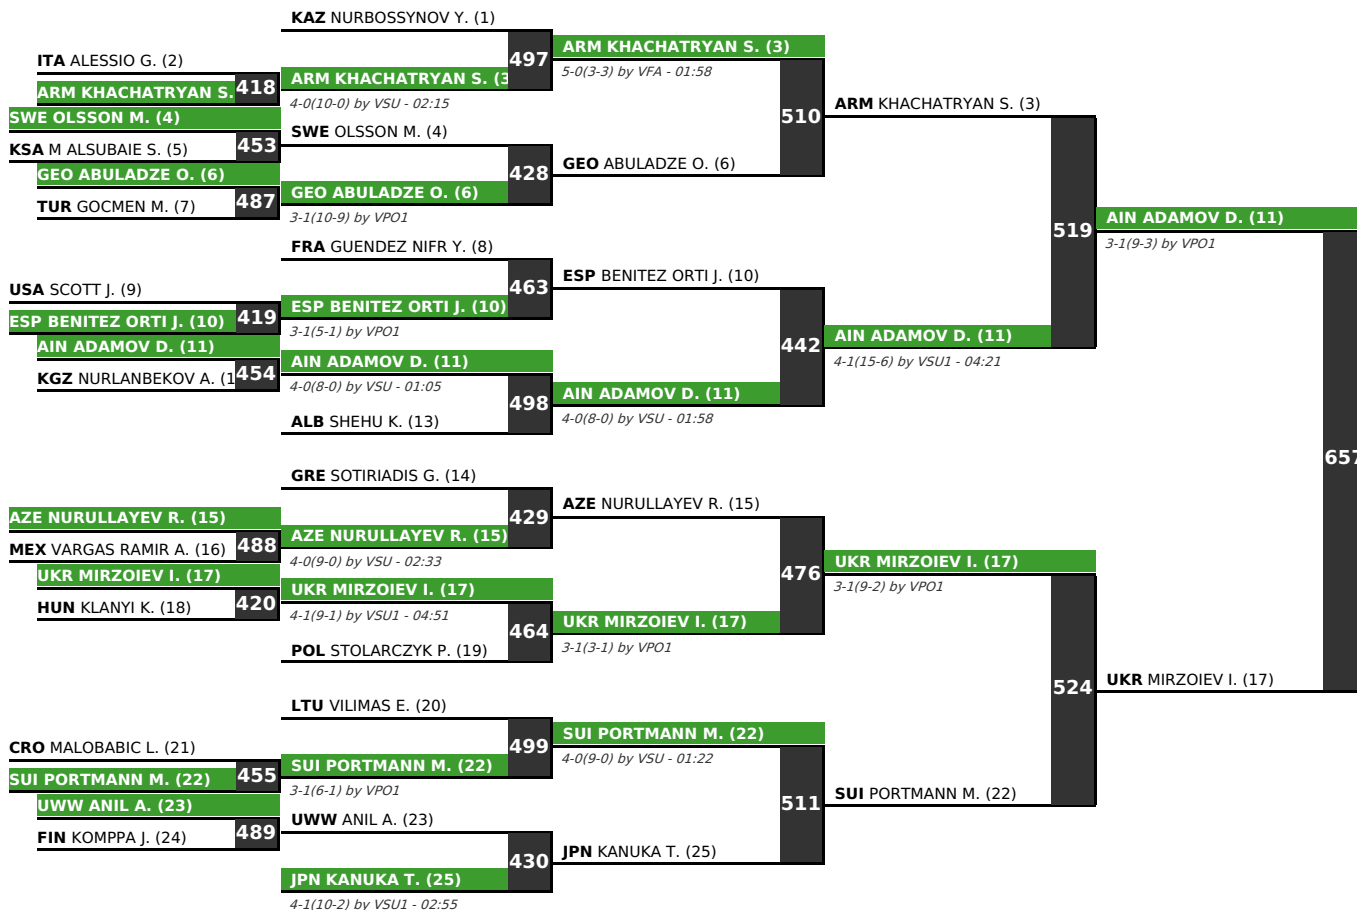 KAZ NURBOSSYNOV Y. (1)
ITA ALESSIO G. (2)
ARM KHACHATRYAN S.
418
497
ARM KHACHATRYAN S. (3
4-0(10-0) by VSU - 02:15
ARM KHACHATRYAN S. (3)
5-0(3-3) by VFA - 01:58
SWE OLSSON M. (4)
KSA M ALSUBAIE S. (5)
453
SWE OLSSON M. (4)
GEO ABULADZE O. (6)
TUR GOCMEN M. (7)
487
428
GEO ABULADZE O. (6)
3-1(10-9) by VPO1
GEO ABULADZE O. (6)
510
ARM KHACHATRYAN S. (3)
FRA GUENDEZ NIFR Y. (8)
USA SCOTT J. (9)
ESP BENITEZ ORTI J. (10)
419
463
ESP BENITEZ ORTI J. (10)
3-1(5-1) by VPO1
ESP BENITEZ ORTI J. (10)
AIN ADAMOV D. (11)
KGZ NURLANBEKOV A. (1
454
AIN ADAMOV D. (11)
4-0(8-0) by VSU - 01:05
498
ALB SHEHU K. (13)
AIN ADAMOV D. (11)
4-0(8-0) by VSU - 01:58
442
AIN ADAMOV D. (11)
4-1(15-6) by VSU1 - 04:21
519
AIN ADAMOV D. (11)
3-1(9-3) by VPO1
657
GRE SOTIRIADIS G. (14)
AZE NURULLAYEV R. (15)
MEX VARGAS RAMIR A. (16)
488
429
AZE NURULLAYEV R. (15)
4-0(9-0) by VSU - 02:33
AZE NURULLAYEV R. (15)
UKR MIRZOIEV I. (17)
HUN KLANYI K. (18)
420
UKR MIRZOIEV I. (17)
4-1(9-1) by VSU1 - 04:51
464
POL STOLARCZYK P. (19)
UKR MIRZOIEV I. (17)
3-1(3-1) by VPO1
476
UKR MIRZOIEV I. (17)
3-1(9-2) by VPO1
524
UKR MIRZOIEV I. (17)
LTU VILIMAS E. (20)
CRO MALOBABIC L. (21)
SUI PORTMANN M. (22)
455
499
SUI PORTMANN M. (22)
3-1(6-1) by VPO1
SUI PORTMANN M. (22)
4-0(9-0) by VSU - 01:22
UWW ANIL A. (23)
FIN KOMPPA J. (24)
489
UWW ANIL A. (23)
430
JPN KANUKA T. (25)
4-1(10-2) by VSU1 - 02:55
JPN KANUKA T. (25)
511
SUI PORTMANN M. (22)